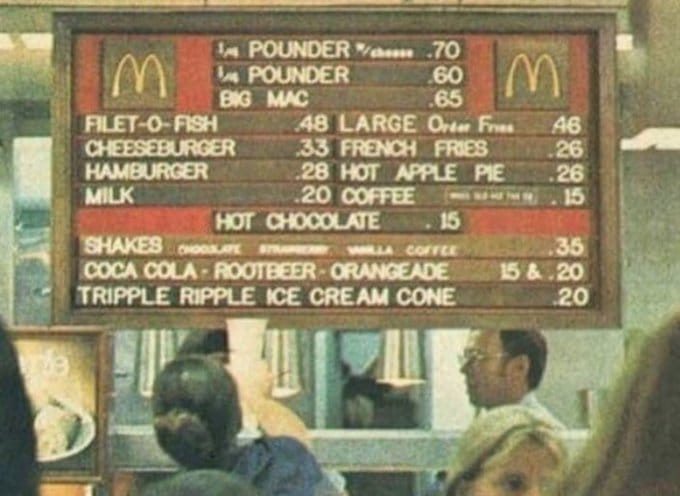 1/4 POUNDER W/cheese .70
1/4 POUNDER .60
BIG MAC .65
FILET-O-FISH .48 LARGE Order Fries .46
CHEESEBURGER .33 FRENCH FRIES .26
HAMBURGER .28 HOT APPLE PIE .26
MILK .20 COFFEE .15
HOT CHOCOLATE .15
SHAKES CHOCOLATE STRAWBERRY VANILLA COFFEE .35
COCA COLA - ROOTBEER - ORANGEADE 15 & .20
TRIPPLE RIPPLE ICE CREAM CONE .20